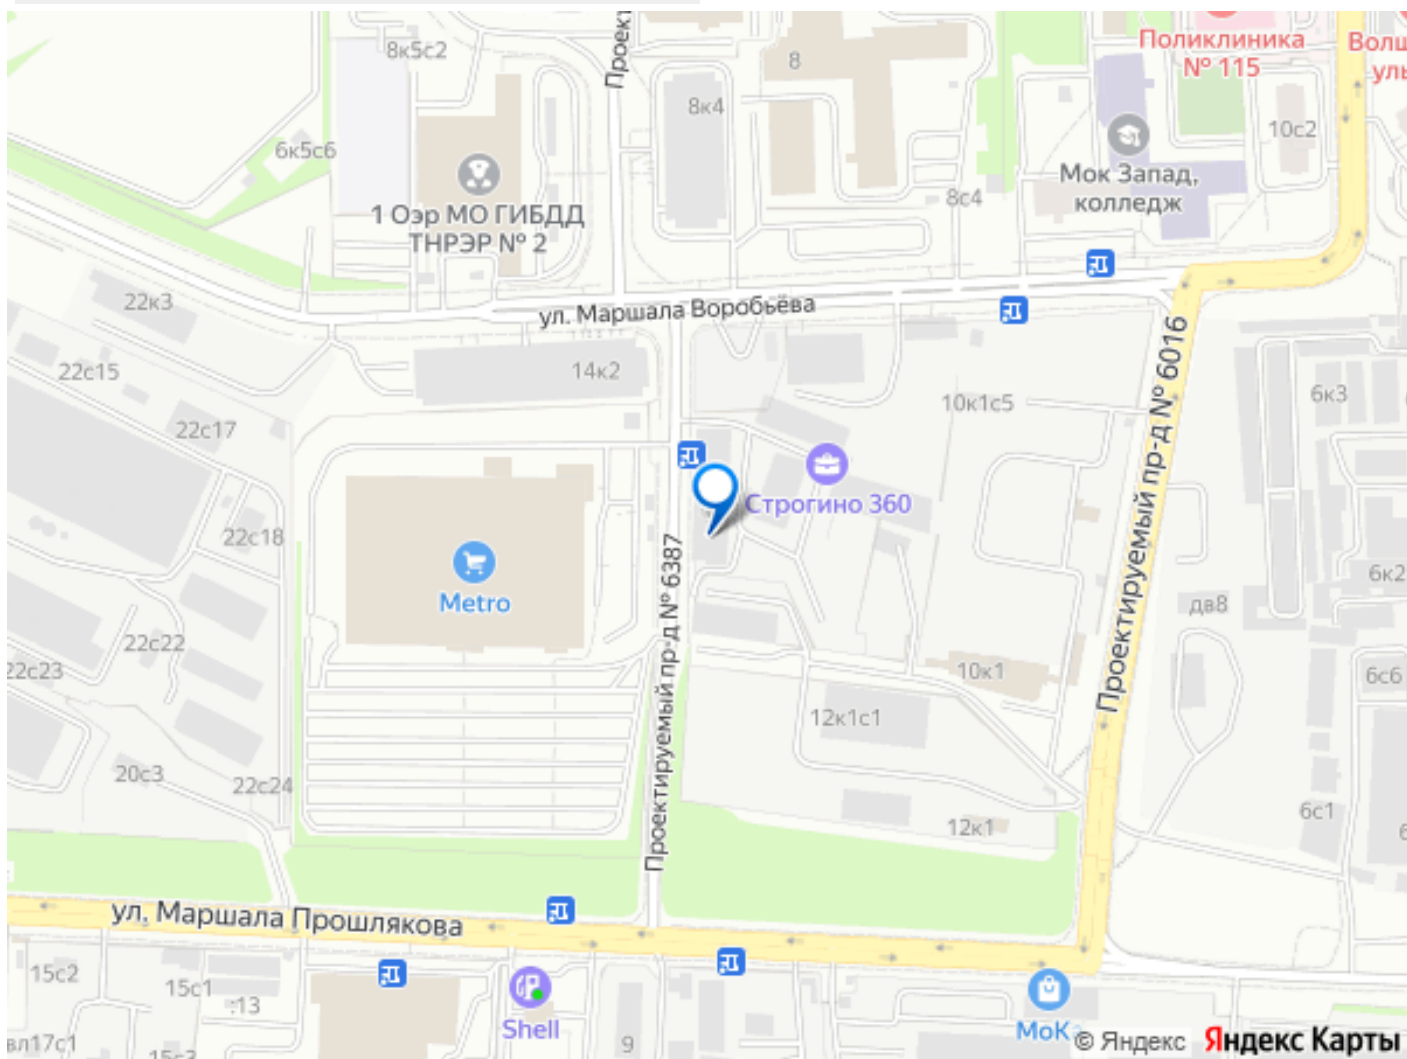 8к5с2
Проект
8
Поликлиника
№ 115
Волш
уль
8к4
10с2
6к5с6
Мок Запад,
колледж
8с4
1 Оэр МО ГИБДД
ТНРЭР № 2
22к3
ул. Маршала Воробьёва
Проектируемый пр-д № 6016
22с15
14к2
10к1с5
6к3
22с17
Строгино 360
22с18
Metro
Проектируемый пр-д № 6387
6к2
дв8
22с22
22с23
10к1
6с6
12к1с1
20с3
22с24
6с1
12к1
6
ул. Маршала Прошлякова
15с2
15с1
13
Shell
9
МоК
вл17с1
15с3
© Яндекс
Яндекс Карты